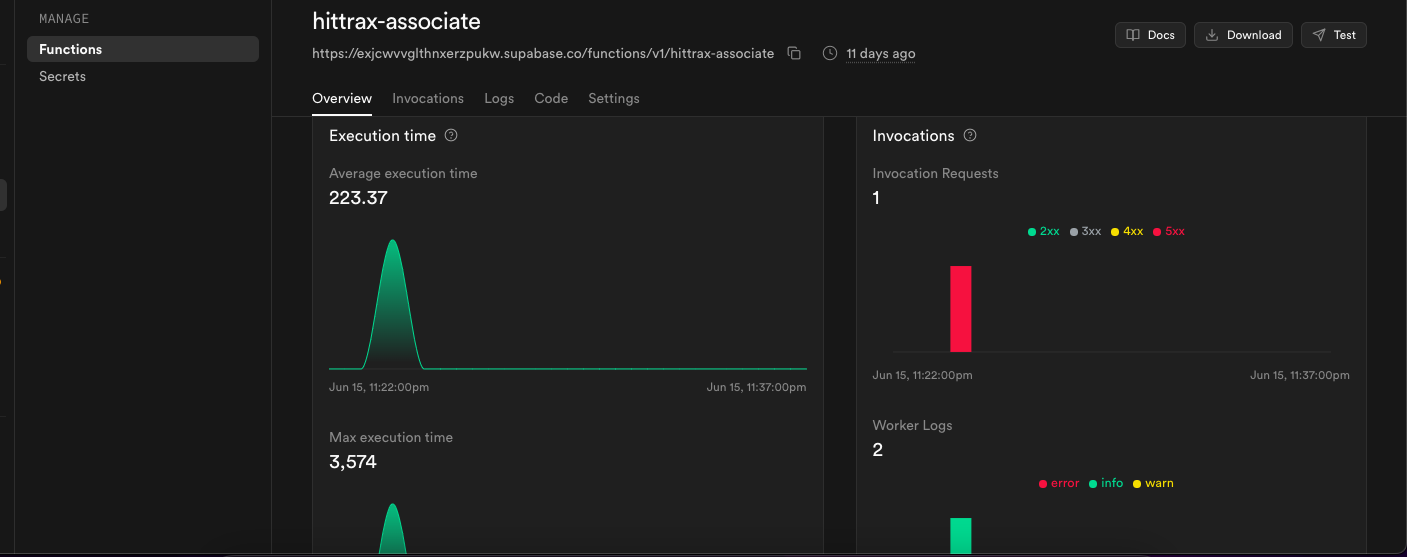 MANAGE
Functions
Secrets
hittrax-associate
https://exjcwvvglthnxerzpukw.supabase.co/functions/v1/hittrax-associate
11 days ago
Docs
Download
Test
Overview
Invocations
Logs
Code
Settings
Execution time
Average execution time
223.37
Jun 15, 11:22:00pm
Jun 15, 11:37:00pm
Max execution time
3,574
Invocations
Invocation Requests
1
2xx
3xx
4xx
5xx
Jun 15, 11:22:00pm
Jun 15, 11:37:00pm
Worker Logs
2
error
info
warn